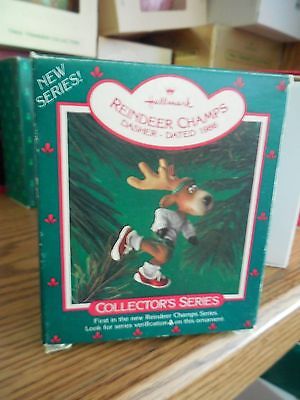 NEW
SERIES!
Hallmark
REINDEER CHAMPS
DASHER - DATED 1986
COLLECTOR'S SERIES
First in the new Reindeer Champs Series.
Look for series verification on this ornament.